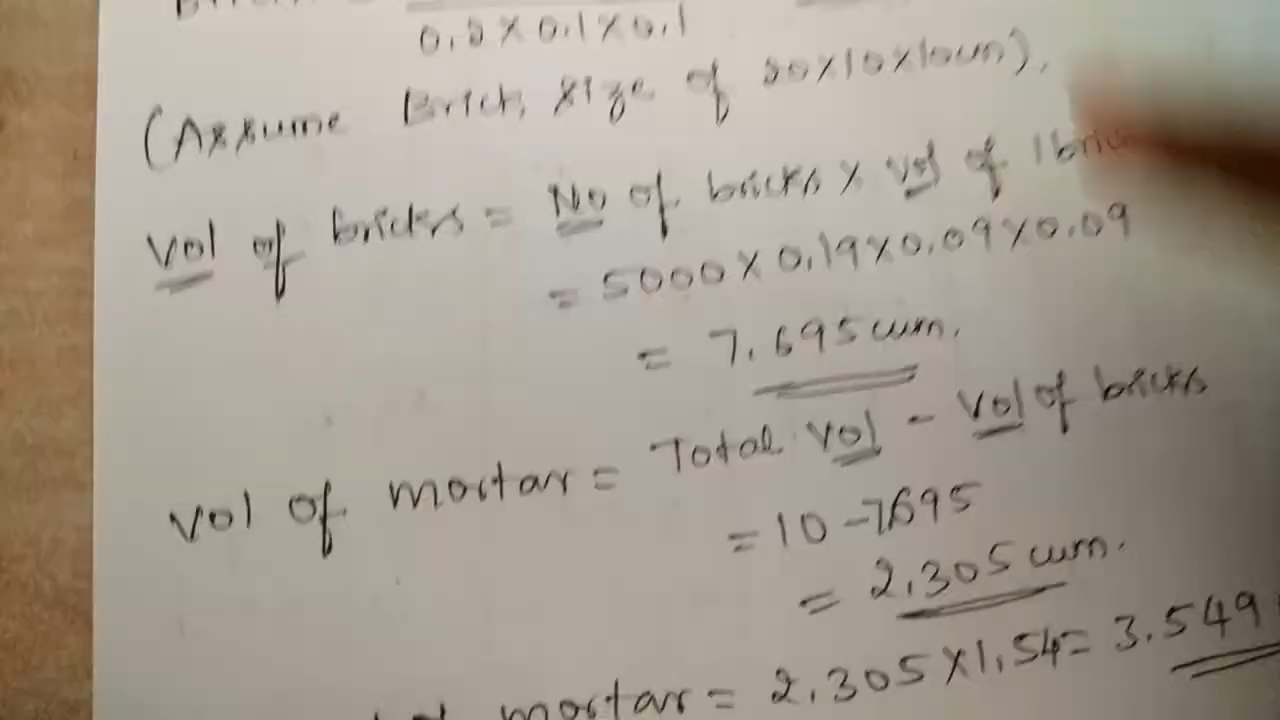 0.2×0.1×0.1
(Assume Brick size of 20×10×10cm).
Vol of bricks = No of bricks × Vol of 1 brick
= 5000×0.19×0.09×0.09
= 7.695 cum.
Vol of mortar = Total Vol - Vol of bricks
= 10-7.695
= 2.305 cum.
mortar = 2.305×1.54= 3.549